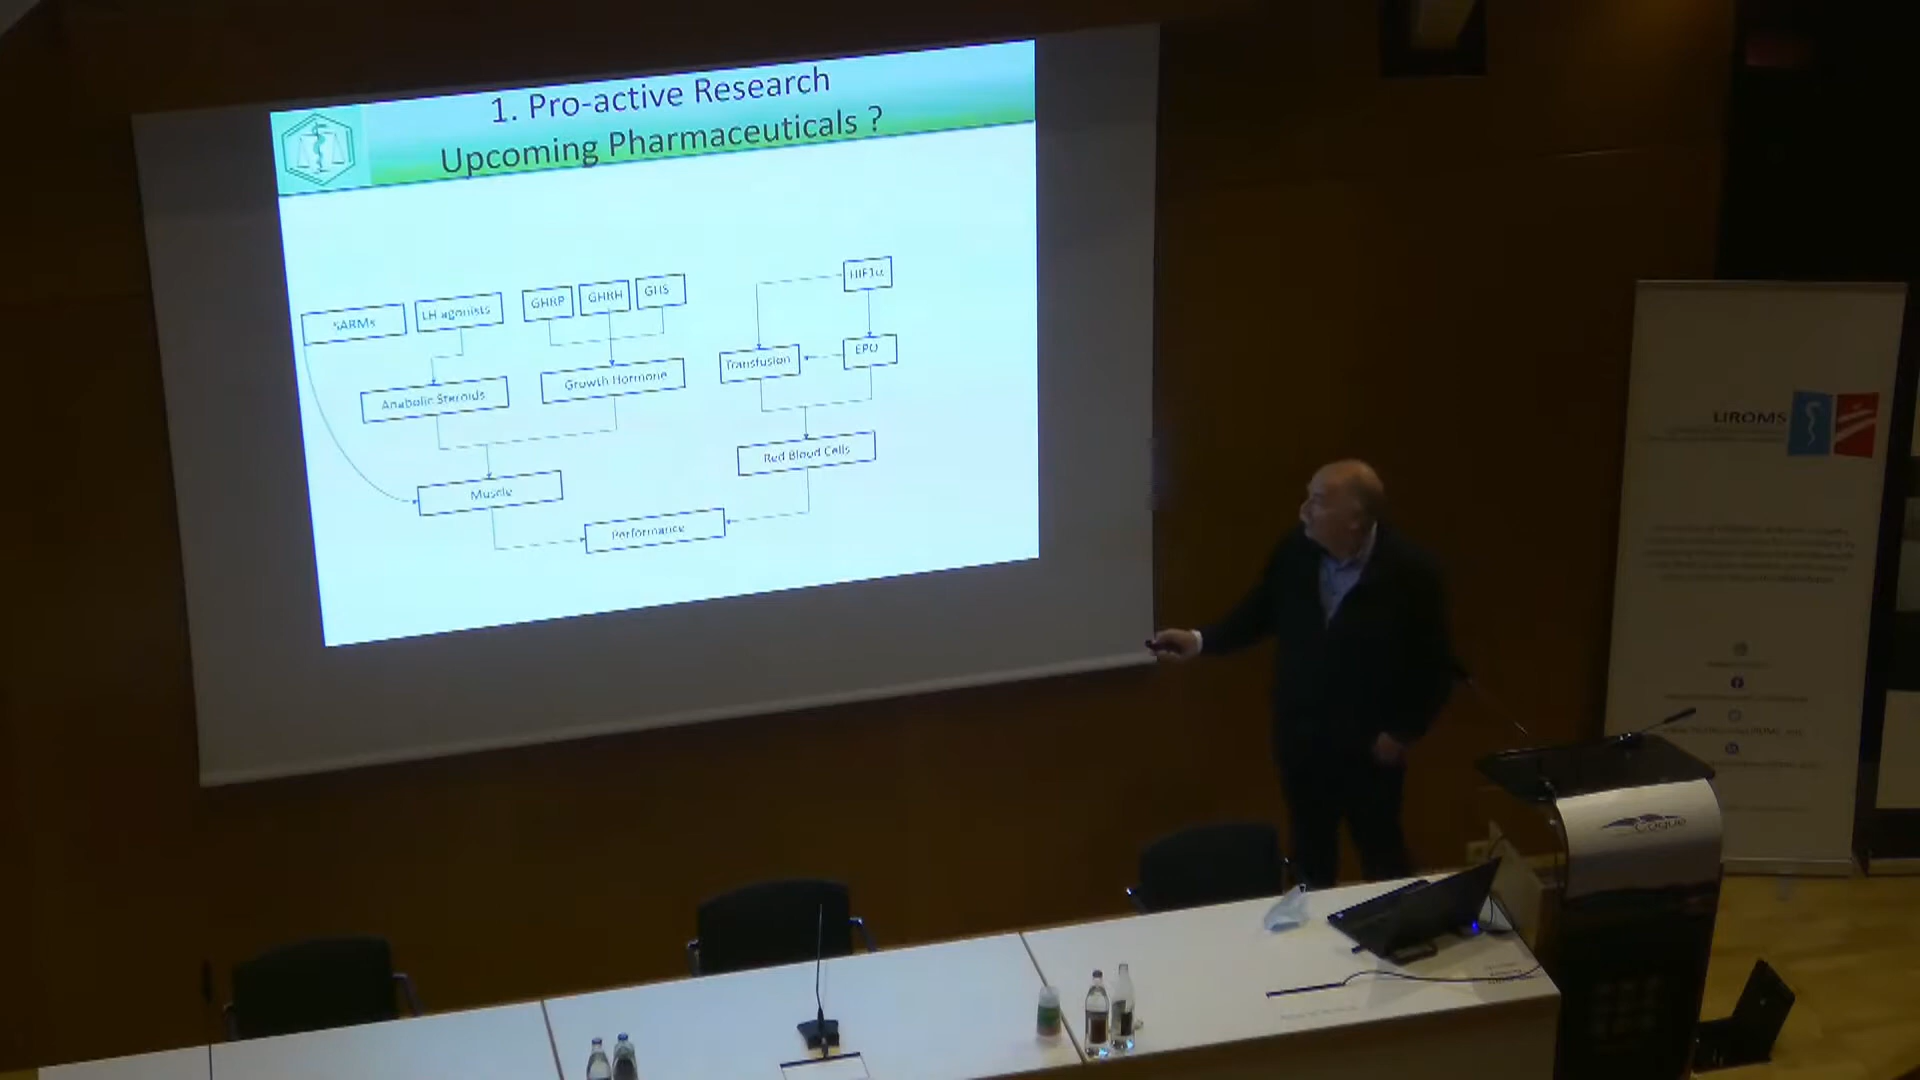 1. Pro-active Research
Upcoming Pharmaceuticals ?
SARMs
LH agonists
GHRP
GHRH
GHS
HIF1α
Transfusion
EPO
Anabolic Steroids
Growth Hormone
Red Blood Cells
Muscle
Performance
LIROMS
Coque